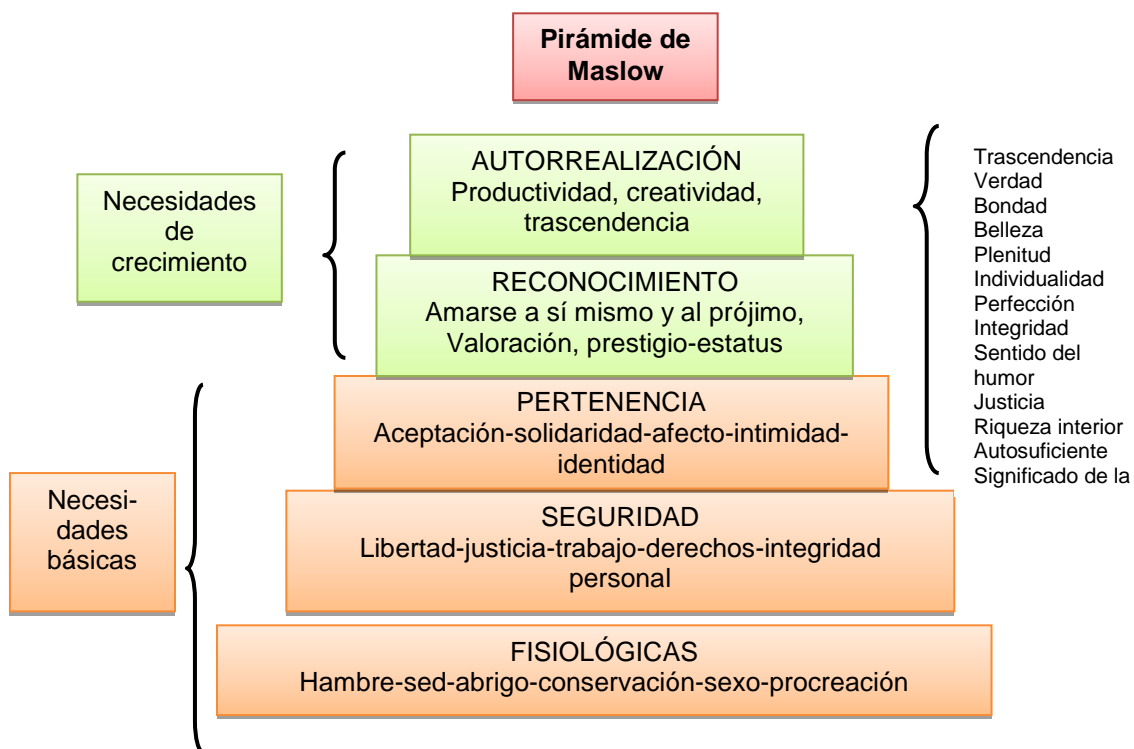 Pirámide de
Maslow
Necesidades
de
crecimiento
AUTORREALIZACIÓN
Productividad, creatividad,
trascendencia
RECONOCIMIENTO
Amarse a sí mismo y al prójimo,
Valoración, prestigio-estatus
Necesi-
dades
básicas
PERTENENCIA
Aceptación-solidaridad-afecto-intimidad-
identidad
SEGURIDAD
Libertad-justicia-trabajo-derechos-integridad
personal
FISIOLÓGICAS
Hambre-sed-abrigo-conservación-sexo-procreación
Trascendencia
Verdad
Bondad
Belleza
Plenitud
Individualidad
Perfección
Integridad
Sentido del
humor
Justicia
Riqueza interior
Autosuficiente
Significado de la